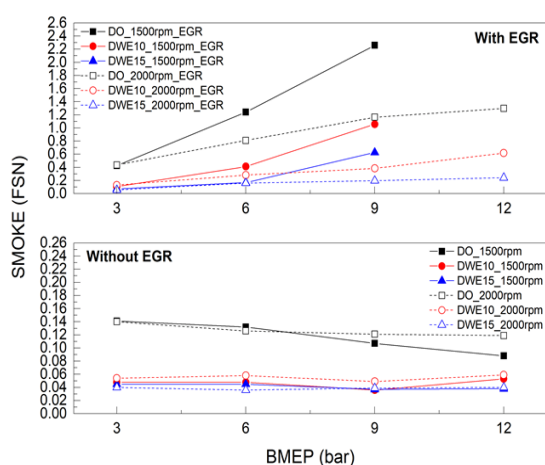 2.6
2.4
2.2
2.0
1.8
1.6
1.4
1.2
1.0
0.8
0.6
0.4
0.2
0.0
DO_1500rpm_EGR
DWE10_1500rpm_EGR
DWE15_1500rpm_EGR
DO_2000rpm_EGR
DWE10_2000rpm_EGR
DWE15_2000rpm_EGR
With EGR
3 6 9 12
SMOKE (FSN)
0.26
0.24
0.22
0.20
0.18
0.16
0.14
0.12
0.10
0.08
0.06
0.04
0.02
0.00
Without EGR
DO_1500rpm
DWE10_1500rpm
DWE15_1500rpm
DO_2000rpm
DWE10_2000rpm
DWE15_2000rpm
3 6 9 12
BMEP (bar)